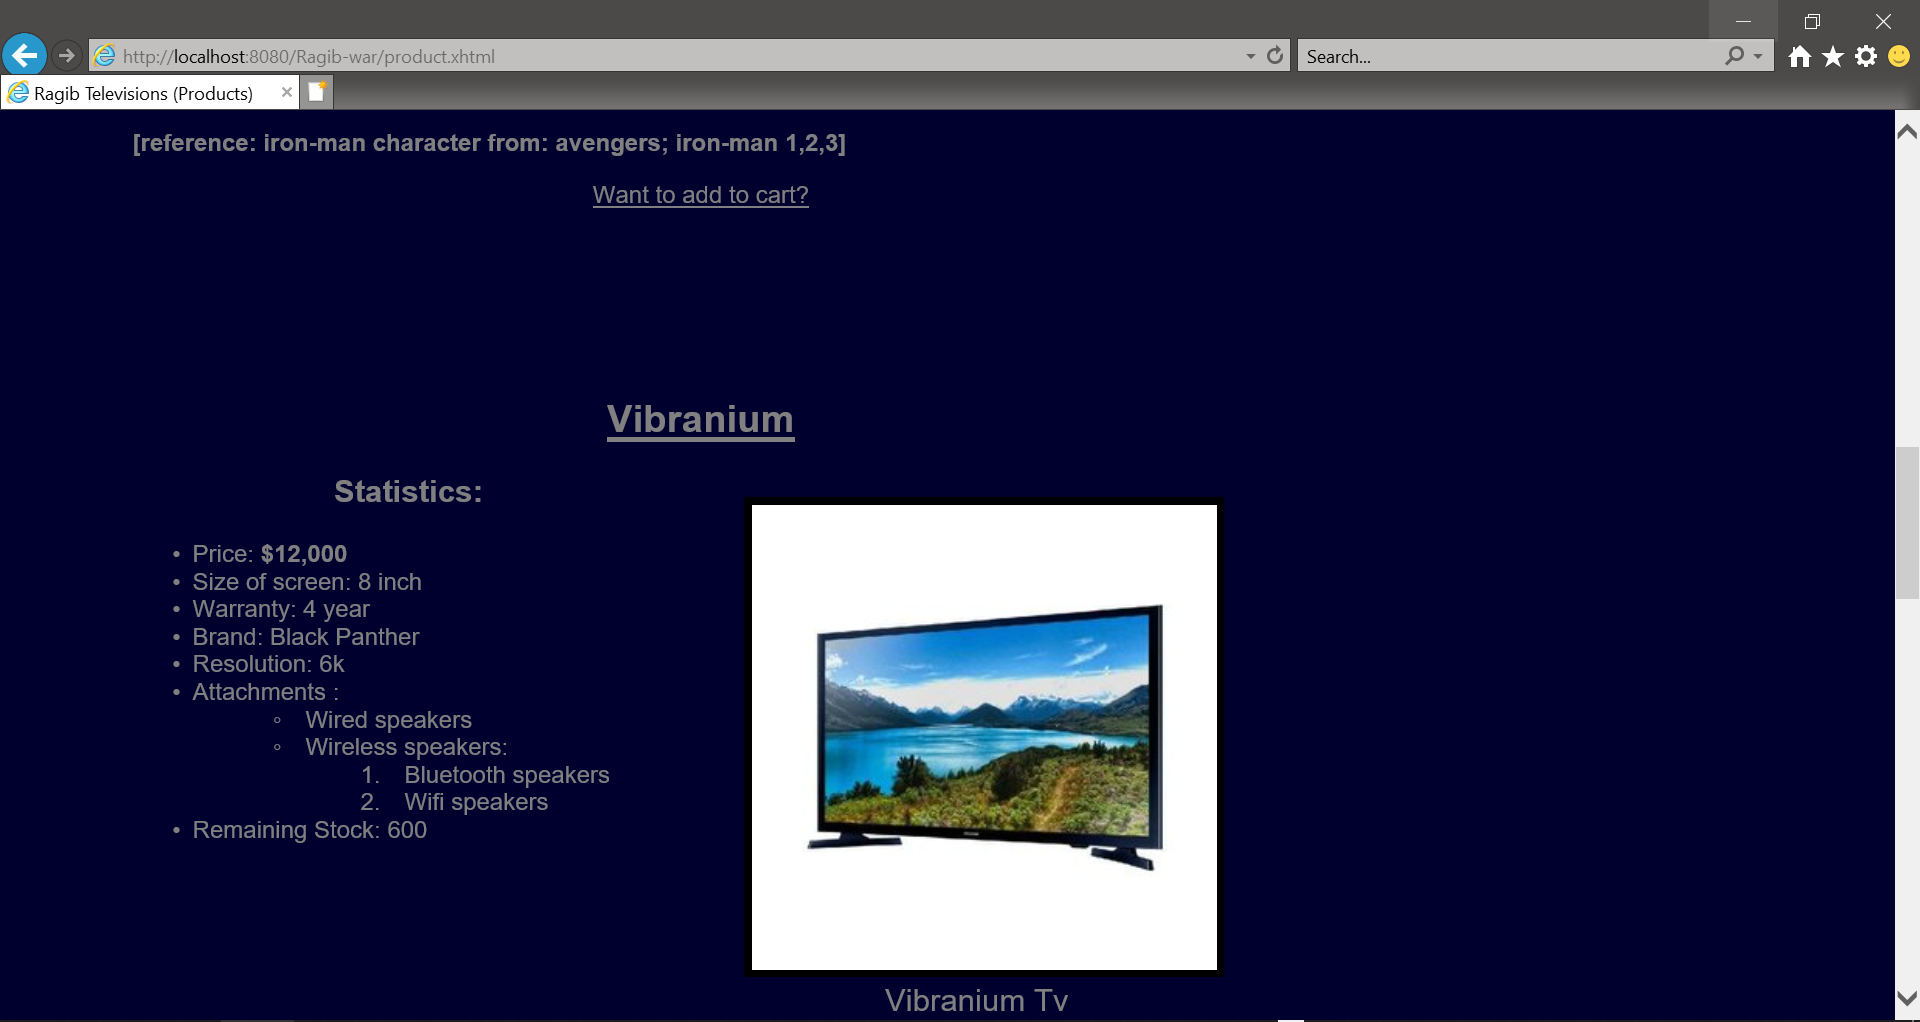 http://localhost:8080/Ragib-war/product.xhtml
Search...
Ragib Televisions (Products)
[reference: iron-man character from: avengers; iron-man 1,2,3]
Want to add to cart?
Vibranium
Statistics:
• Price: $12,000
• Size of screen: 8 inch
• Warranty: 4 year
• Brand: Black Panther
• Resolution: 6k
• Attachments :
◦ Wired speakers
◦ Wireless speakers:
1. Bluetooth speakers
2. Wifi speakers
• Remaining Stock: 600
Vibranium Tv